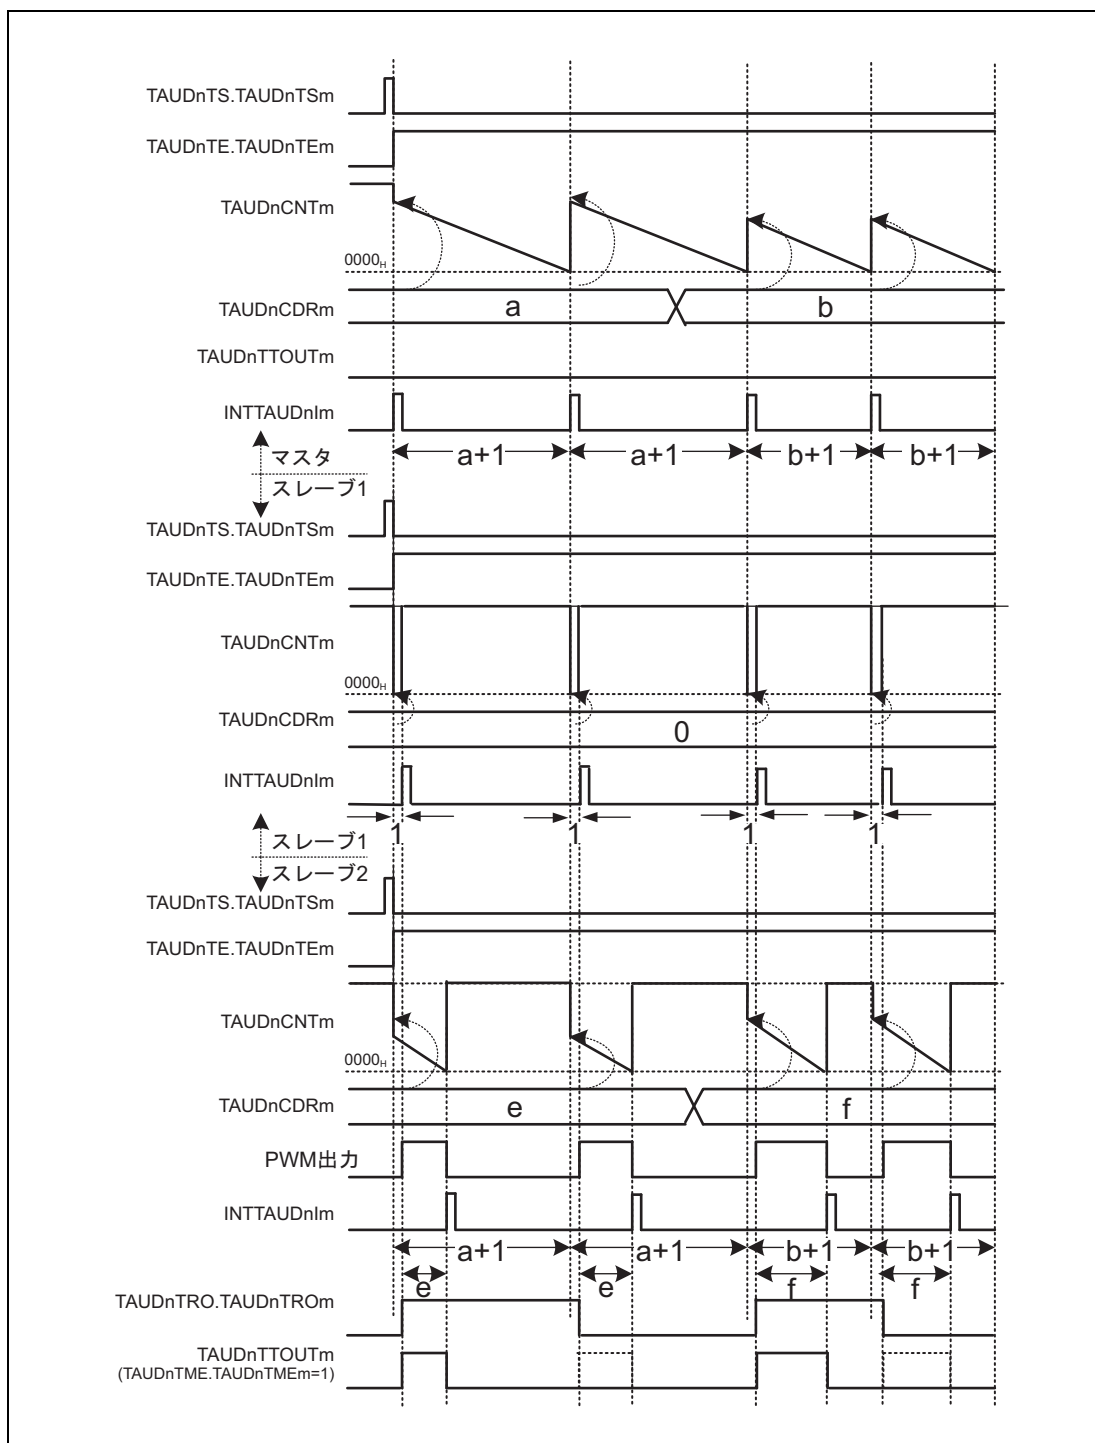 TAUDnTS.TAUDnTSm
TAUDnTE.TAUDnTEm
TAUDnCNTm
0000H
TAUDnCDRm
a
b
TAUDnTTOUTm
INTTAUDnIm
a+1
a+1
b+1
b+1
マスタ
スレーブ1
TAUDnTS.TAUDnTSm
TAUDnTE.TAUDnTEm
TAUDnCNTm
0000H
TAUDnCDRm
0
INTTAUDnIm
1
1
1
1
スレーブ1
スレーブ2
TAUDnTS.TAUDnTSm
TAUDnTE.TAUDnTEm
TAUDnCNTm
0000H
TAUDnCDRm
e
f
PWM出力
INTTAUDnIm
a+1
a+1
b+1
b+1
e
e
f
f
TAUDnTRO.TAUDnTROm
TAUDnTTOUTm
(TAUDnTME.TAUDnTMEm=1)